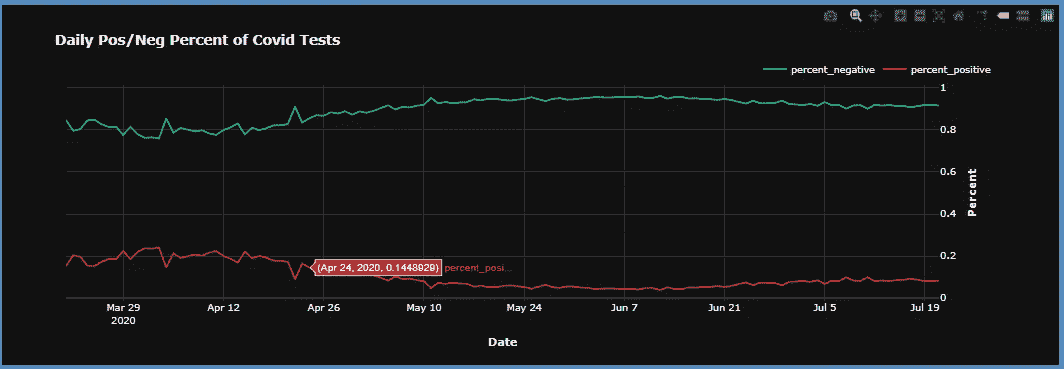 Daily Pos/Neg Percent of Covid Tests
percent_negative percent_positive
1
0.8
0.6
0.4
0.2
0
Percent
(Apr 24, 2020, 0.1448929) percent_posi...
Mar 29 Apr 12 Apr 26 May 10 May 24 Jun 7 Jun 21 Jul 5 Jul 19
2020
Date